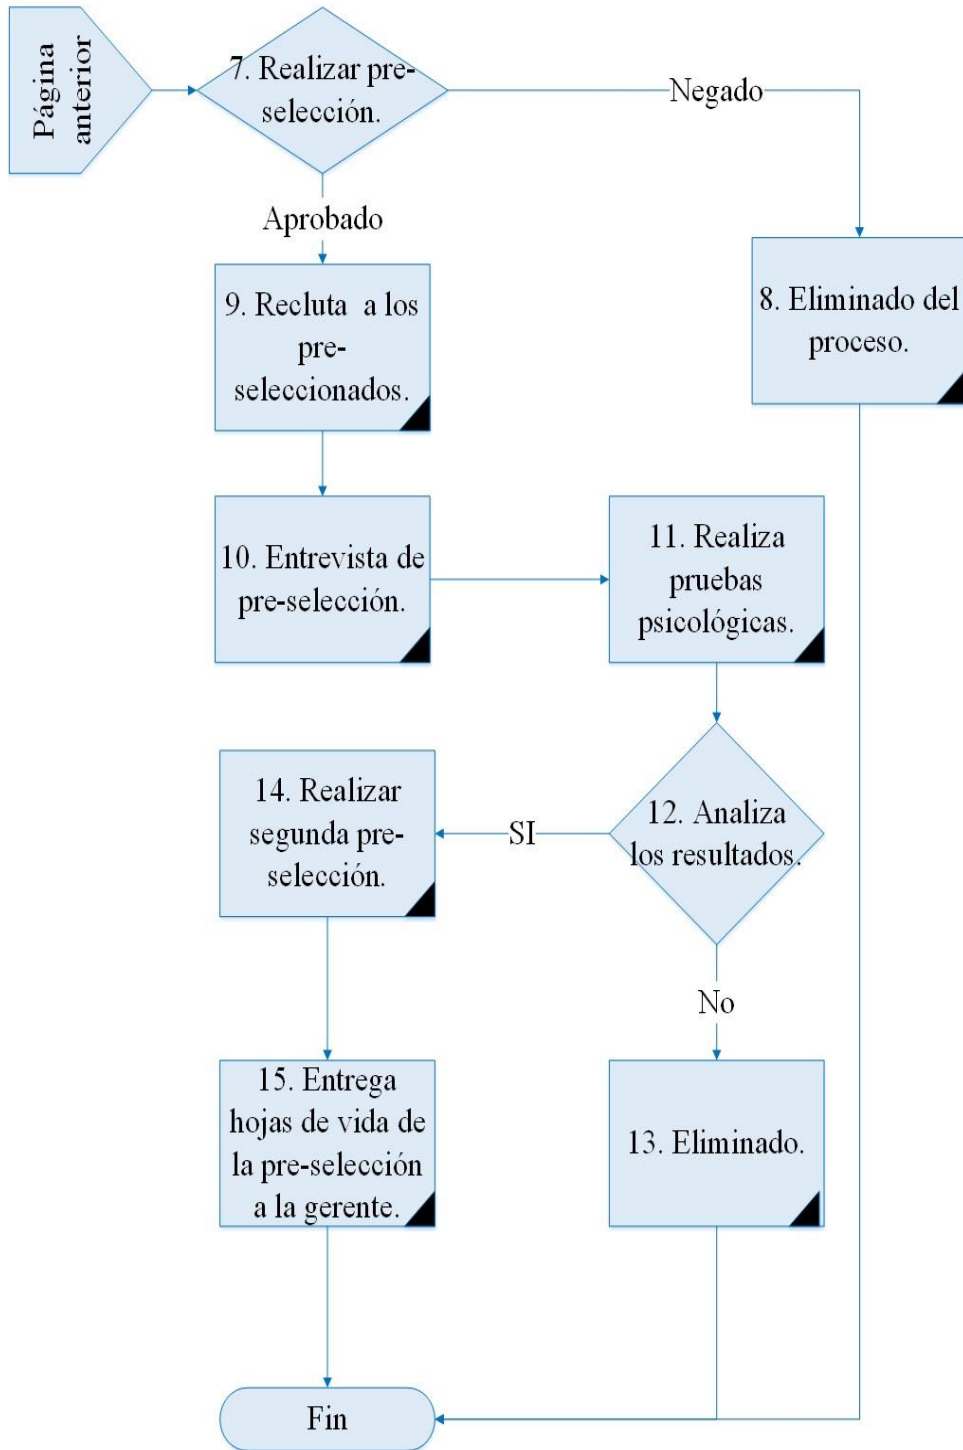 Página
anterior
7. Realizar pre-
selección.
Negado
Aprobado
9. Recluta a los
pre-
seleccionados.
8. Eliminado del
proceso.
10. Entrevista de
pre-selección.
11. Realiza
pruebas
psicológicas.
12. Analiza
los resultados.
SI
14. Realizar
segunda pre-
selección.
No
15. Entrega
hojas de vida de
la pre-selección
a la gerente.
13. Eliminado.
Fin